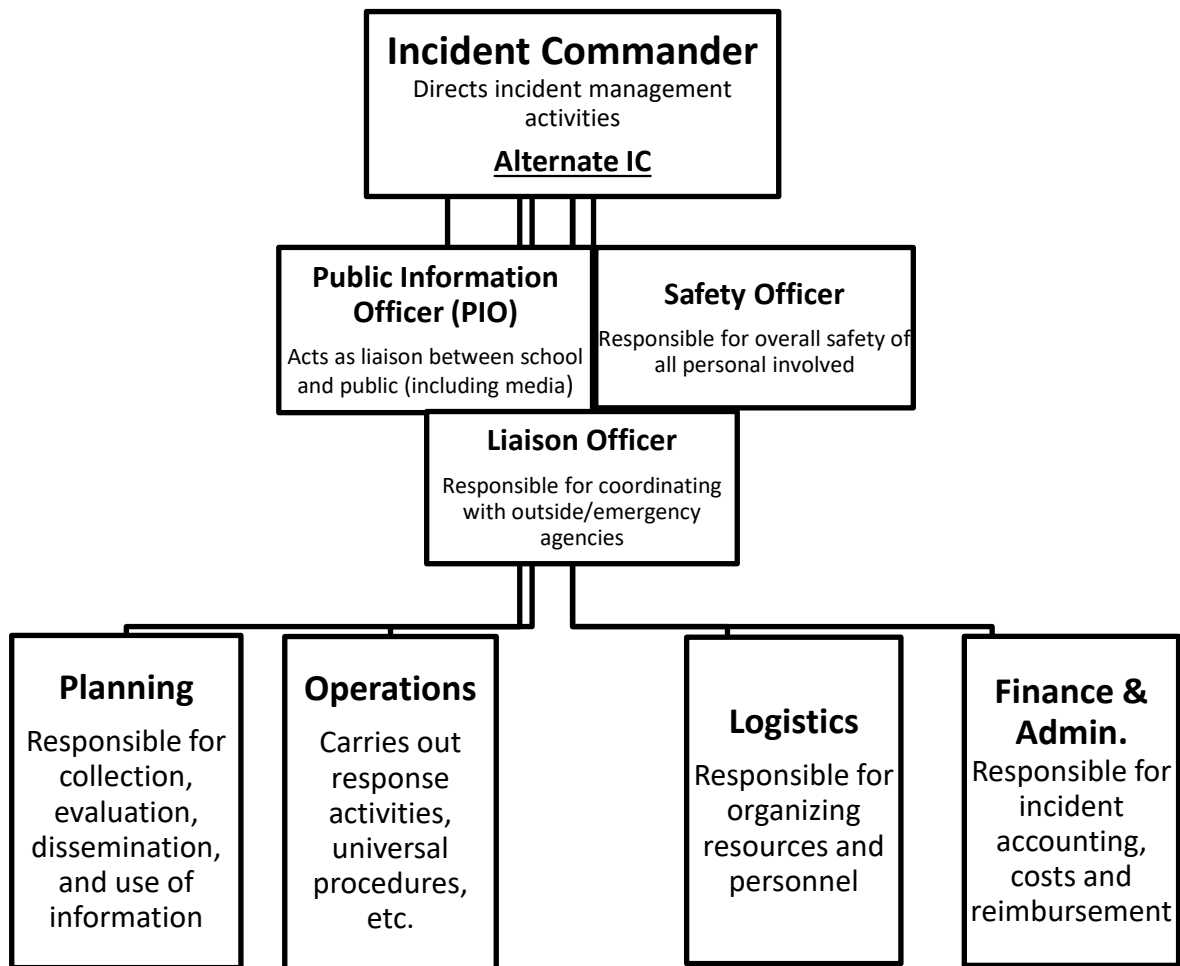 Incident Commander
Directs incident management
activities
Alternate IC
Public Information
Officer (PIO)
Acts as liaison between school
and public (including media)
Safety Officer
Responsible for overall safety of
all personal involved
Liaison Officer
Responsible for coordinating
with outside/emergency
agencies
Planning
Responsible for
collection,
evaluation,
dissemination,
and use of
information
Operations
Carries out
response
activities,
universal
procedures,
etc.
Logistics
Responsible for
organizing
resources and
personnel
Finance &
Admin.
Responsible for
incident
accounting,
costs and
reimbursement